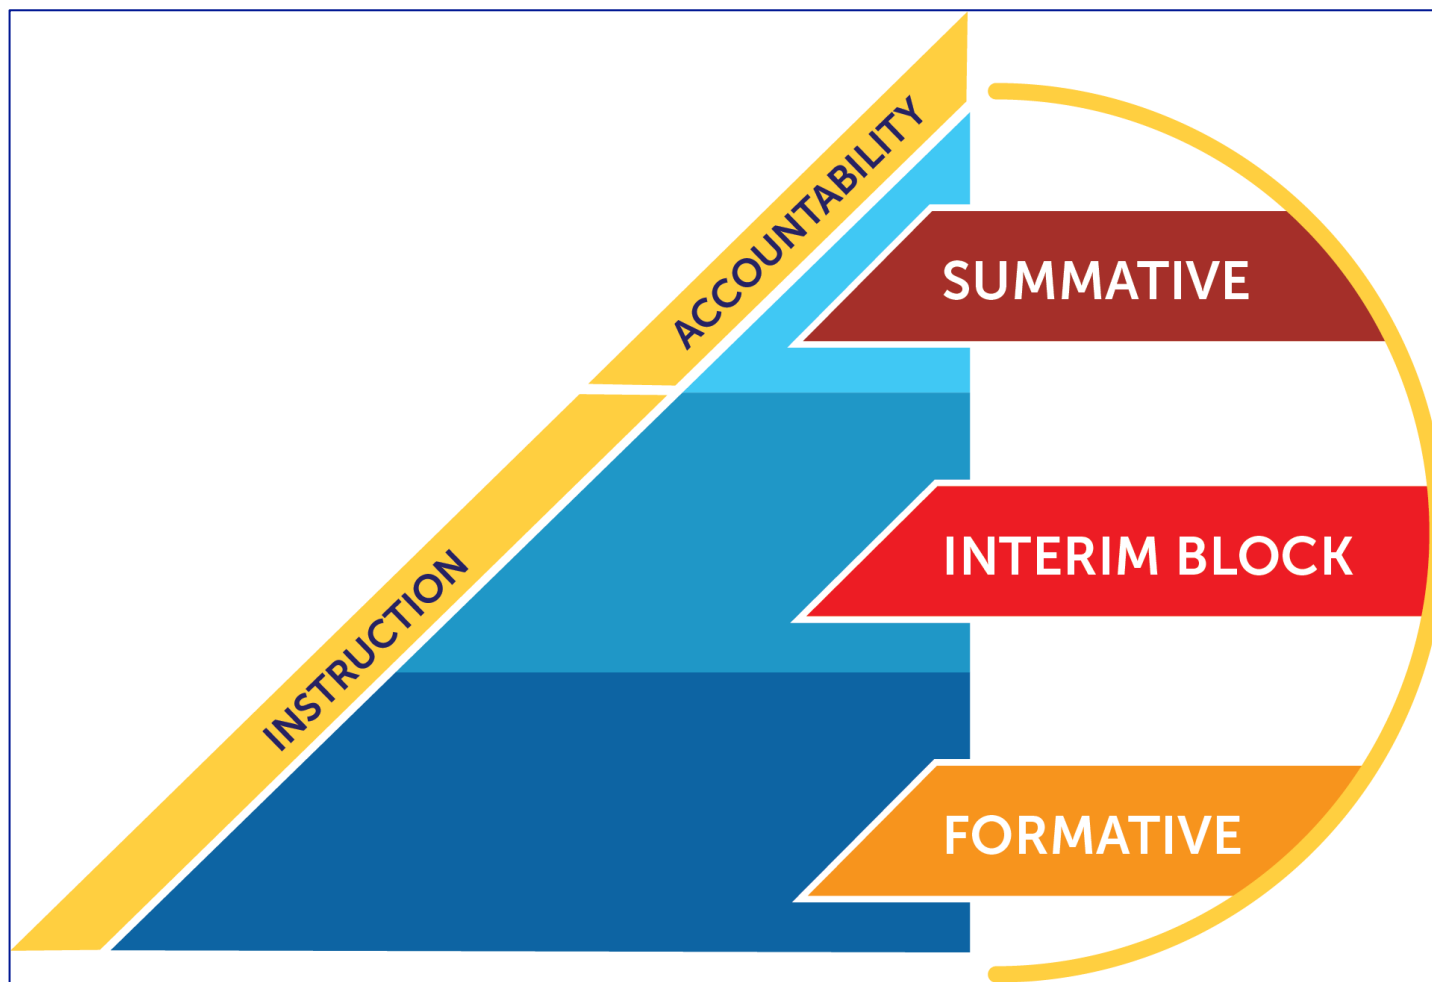 ACCOUNTABILITY
SUMMATIVE
INSTRUCTION
INTERIM BLOCK
FORMATIVE